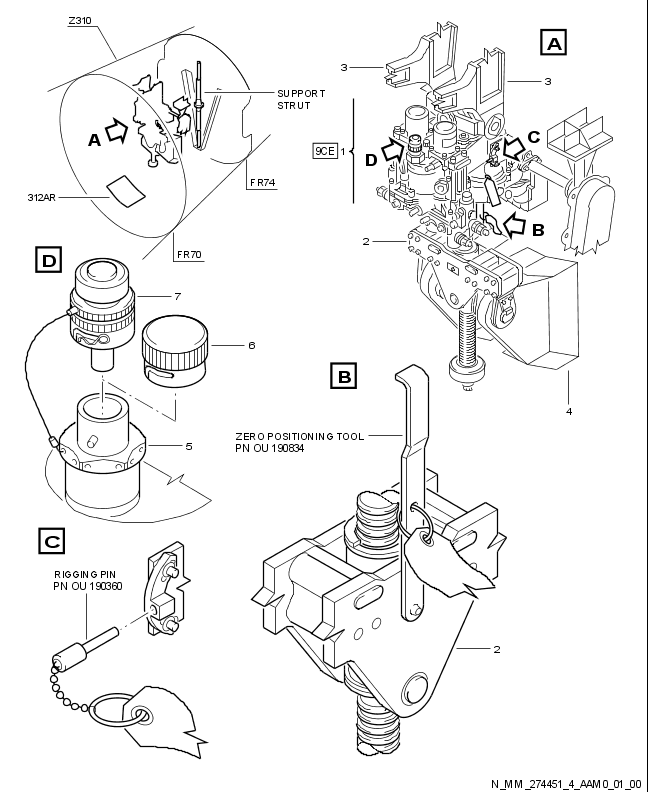 Z310
A
3
3
SUPPORT
STRUT
A
C
9CE
1
D
312AR
FR74
B
2
FR70
D
7
6
B
4
ZERO POSITIONING TOOL
PN OU 190834
5
C
RIGGING PIN
PN OU 190360
2
N_MM_274451_4_AAM0_01_00